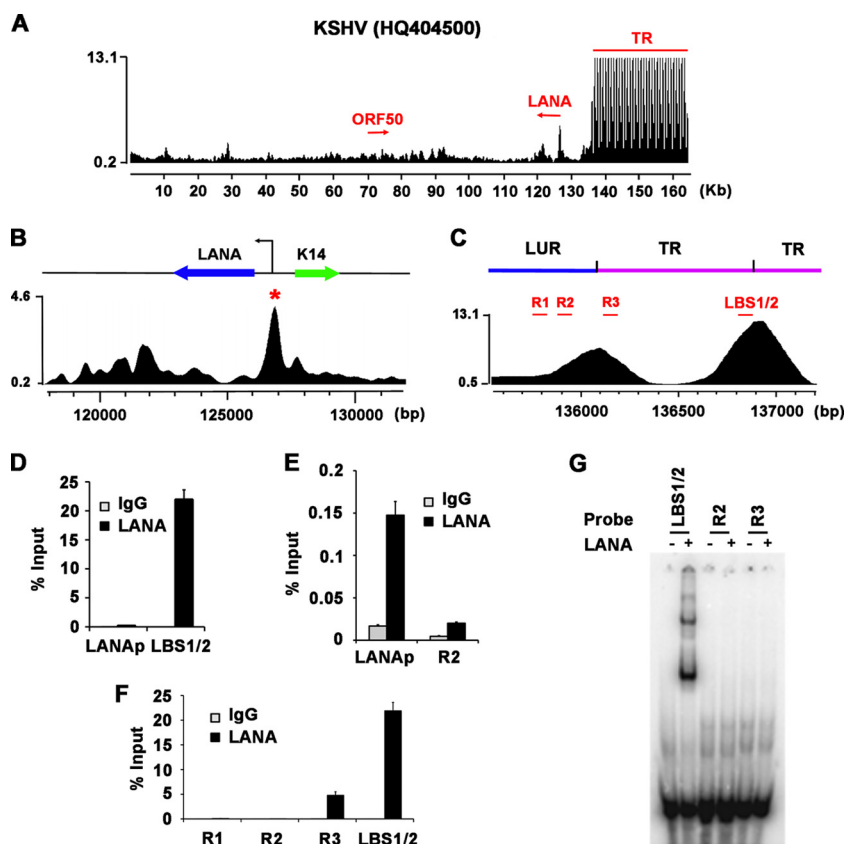 A
KSHV (HQ404500)
TR
13.1
LANA
ORF50
0.2
10 20 30 40 50 60 70 80 90 100 110 120 130 140 150 160 (Kb)
B
LANA K14
4.6
*
0.2
120000 125000 130000 (bp)
C
LUR TR TR
13.1
R1 R2 R3 LBS1/2
0.5
136000 136500 137000 (bp)
D
25
20
15
10
5
0
% Input
IgG
LANA
LANAp LBS1/2
E
0.2
0.15
0.1
0.05
0
% Input
IgG
LANA
LANAp R2
F
25
20
15
10
5
0
% Input
IgG
LANA
R1 R2 R3 LBS1/2
G
Probe LBS1/2 R2 R3
LANA - + - + - +